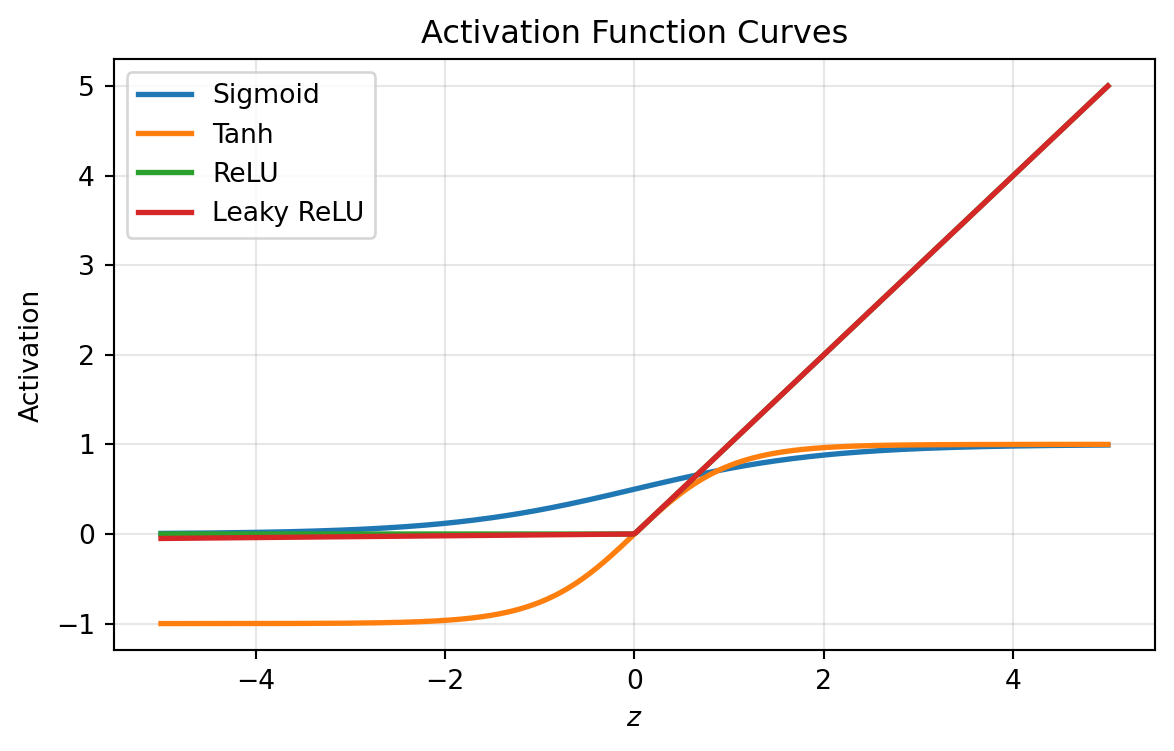 Activation Function Curves
Sigmoid
Tanh
ReLU
Leaky ReLU
5
4
3
2
1
0
−1
Activation
−4
−2
0
2
4
z